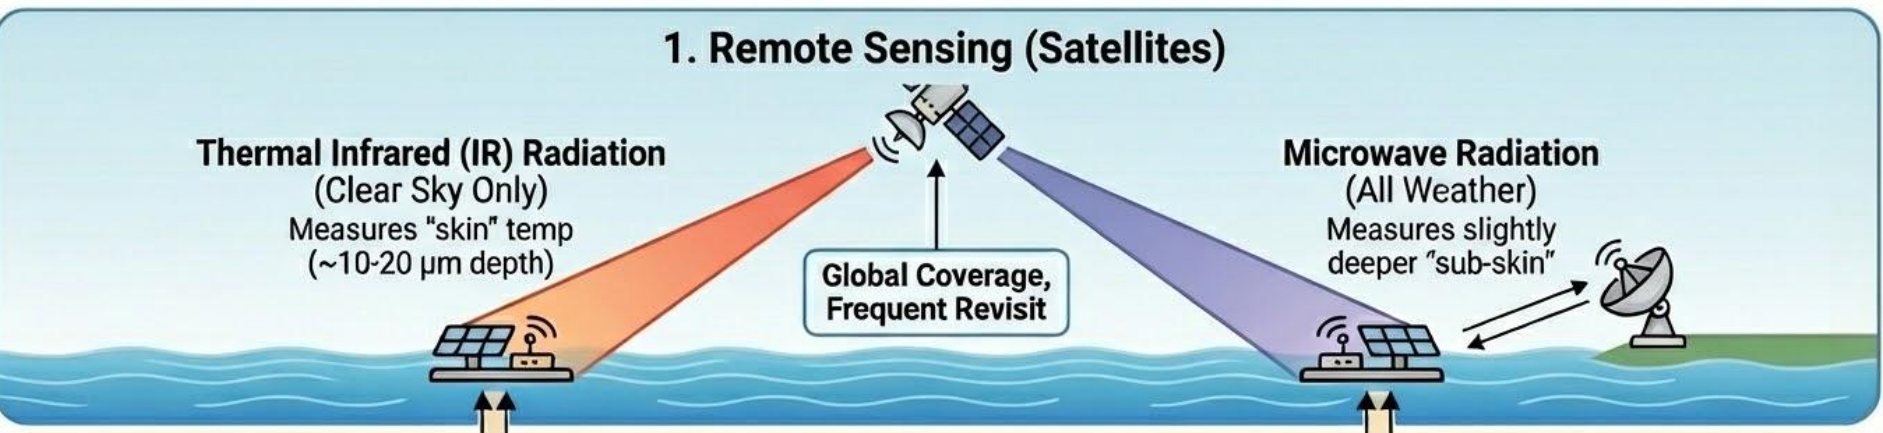 1. Remote Sensing (Satellites)
Thermal Infrared (IR) Radiation
(Clear Sky Only)
Measures "skin" temp
(~10-20 µm depth)
Global Coverage,
Frequent Revisit
Microwave Radiation
(All Weather)
Measures slightly
deeper "sub-skin"